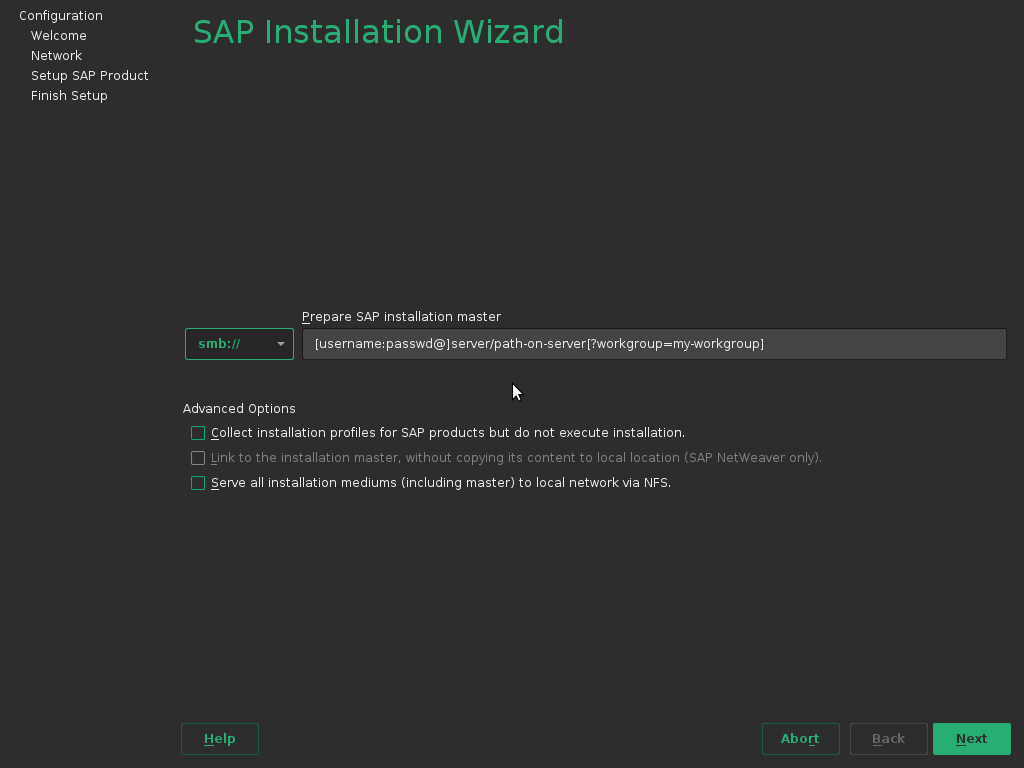 Configuration
Welcome
Network
Setup SAP Product
Finish Setup
SAP Installation Wizard
Prepare SAP installation master
smb://
[username:passwd@]server/path-on-server[?workgroup=my-workgroup]
Advanced Options
Collect installation profiles for SAP products but do not execute installation.
Link to the installation master, without copying its content to local location (SAP NetWeaver only).
Serve all installation mediums (including master) to local network via NFS.
Help
Abort
Back
Next